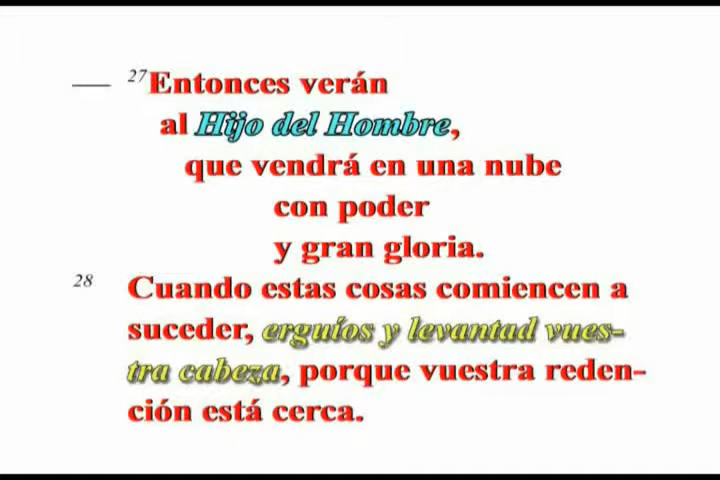 — 27Entonces verán
al Hijo del Hombre,
que vendrá en una nube
con poder
y gran gloria.
28 Cuando estas cosas comiencen a
suceder, erguíos y levantad vues-
tra cabeza, porque vuestra reden-
ción está cerca.